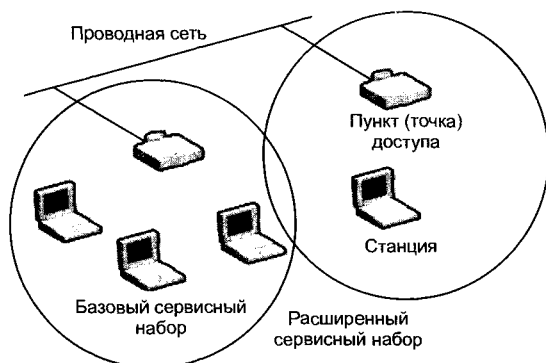 Проводная сеть
Пункт (точка)
доступа
Станция
Базовый сервисный
набор
Расширенный
сервисный набор